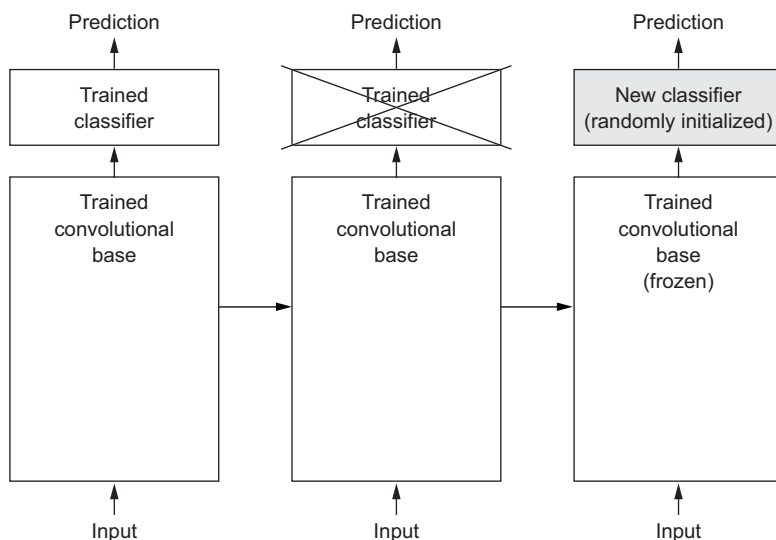 Prediction
Trained
classifier
Trained
convolutional
base
Input
Prediction
Trained
classifier
Trained
convolutional
base
Input
Prediction
New classifier
(randomly initialized)
Trained
convolutional
base
(frozen)
Input